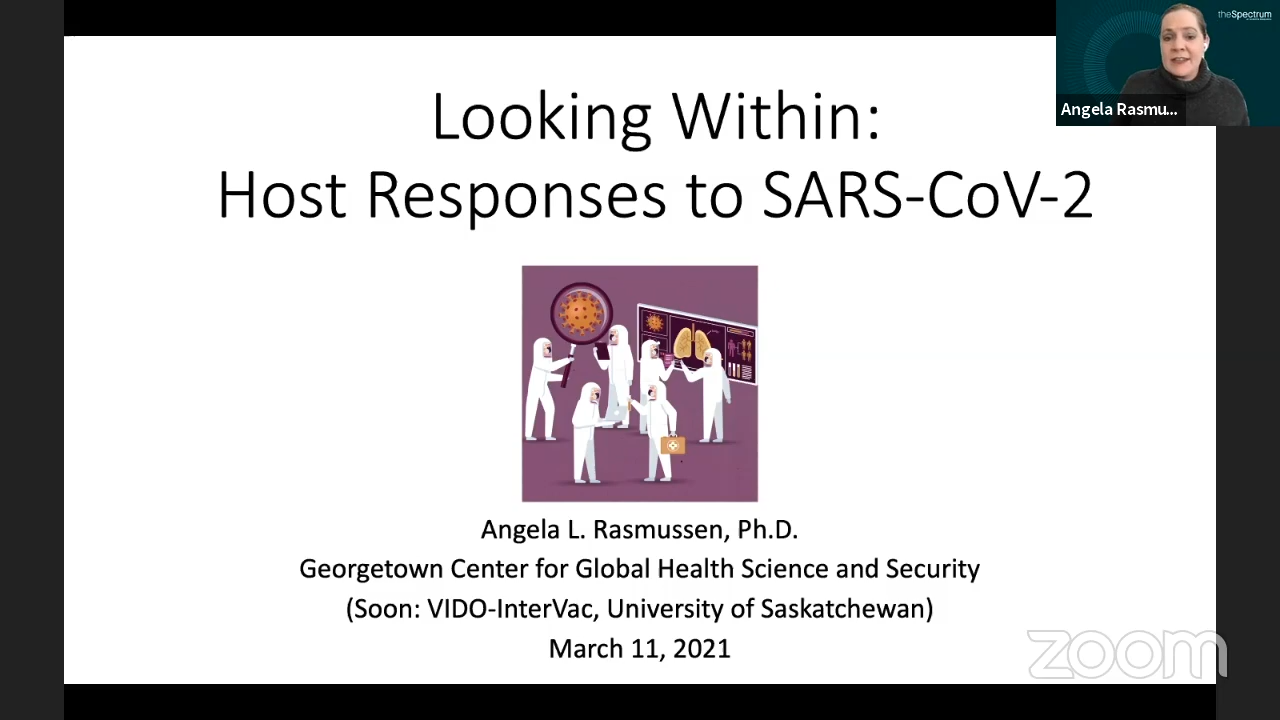 theSpectrum
Angela Rasmu...
Looking Within:
Host Responses to SARS-CoV-2
Angela L. Rasmussen, Ph.D.
Georgetown Center for Global Health Science and Security
(Soon: VIDO-InterVac, University of Saskatchewan)
March 11, 2021
zoom